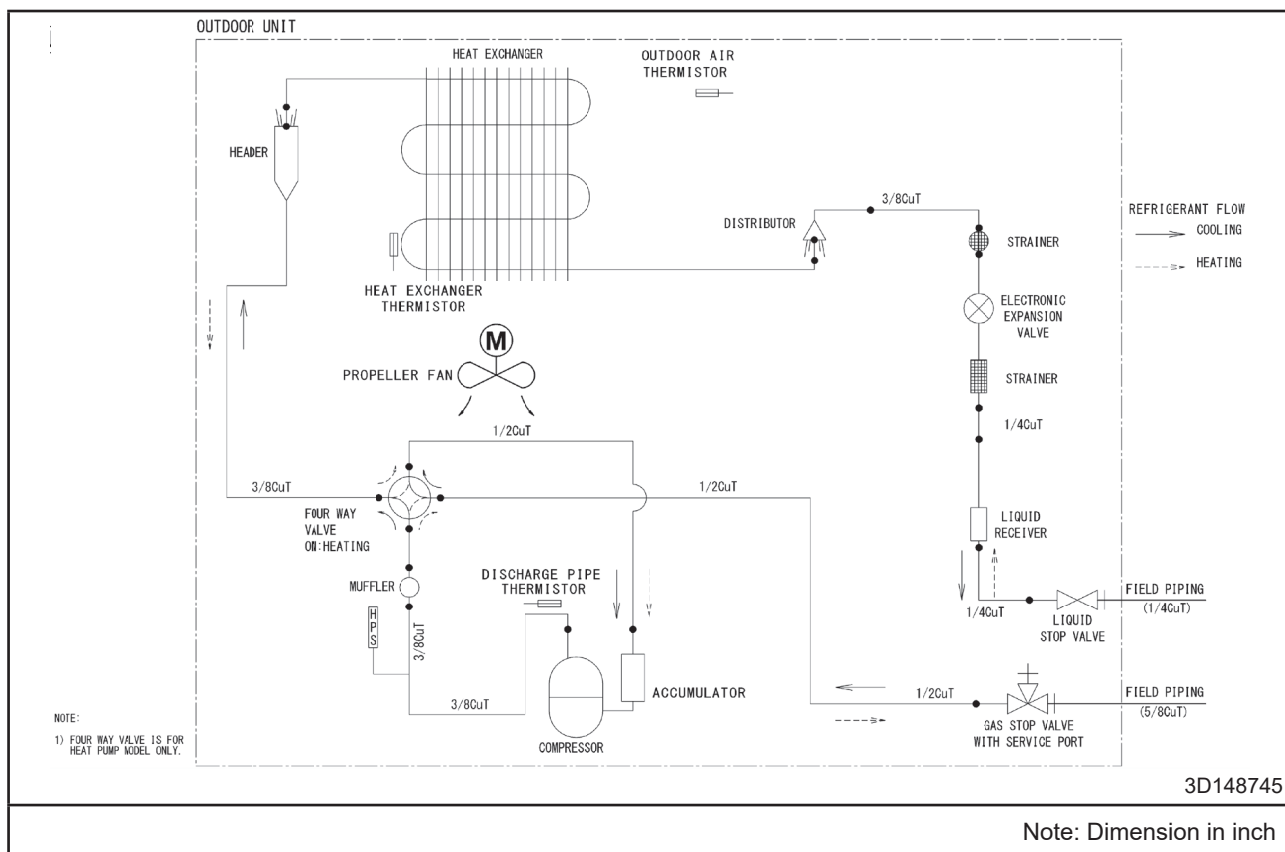 OUTDOOR UNIT
HEAT EXCHANGER
OUTDOOR AIR
THERMISTOR
HEADER
3/8CuT
DISTRIBUTOR
STRAINER
REFRIGERANT FLOW
COOLING
HEATING
HEAT EXCHANGER
THERMISTOR
ELECTRONIC
EXPANSION
VALVE
M
PROPELLER FAN
STRAINER
1/2CuT
1/4CuT
3/8CuT
1/2CuT
FOUR WAY
VALVE
ON:HEATING
LIQUID
RECEIVER
MUFFLER
DISCHARGE PIPE
THERMISTOR
HPS
3/8CuT
1/4CuT
LIQUID
STOP VALVE
FIELD PIPING
(1/4CuT)
ACCUMULATOR
3/8CuT
COMPRESSOR
1/2CuT
GAS STOP VALVE
WITH SERVICE PORT
FIELD PIPING
(5/8CuT)
NOTE:
1) FOUR WAY VALVE IS FOR
HEAT PUMP MODEL ONLY.
3D148745
Note: Dimension in inch